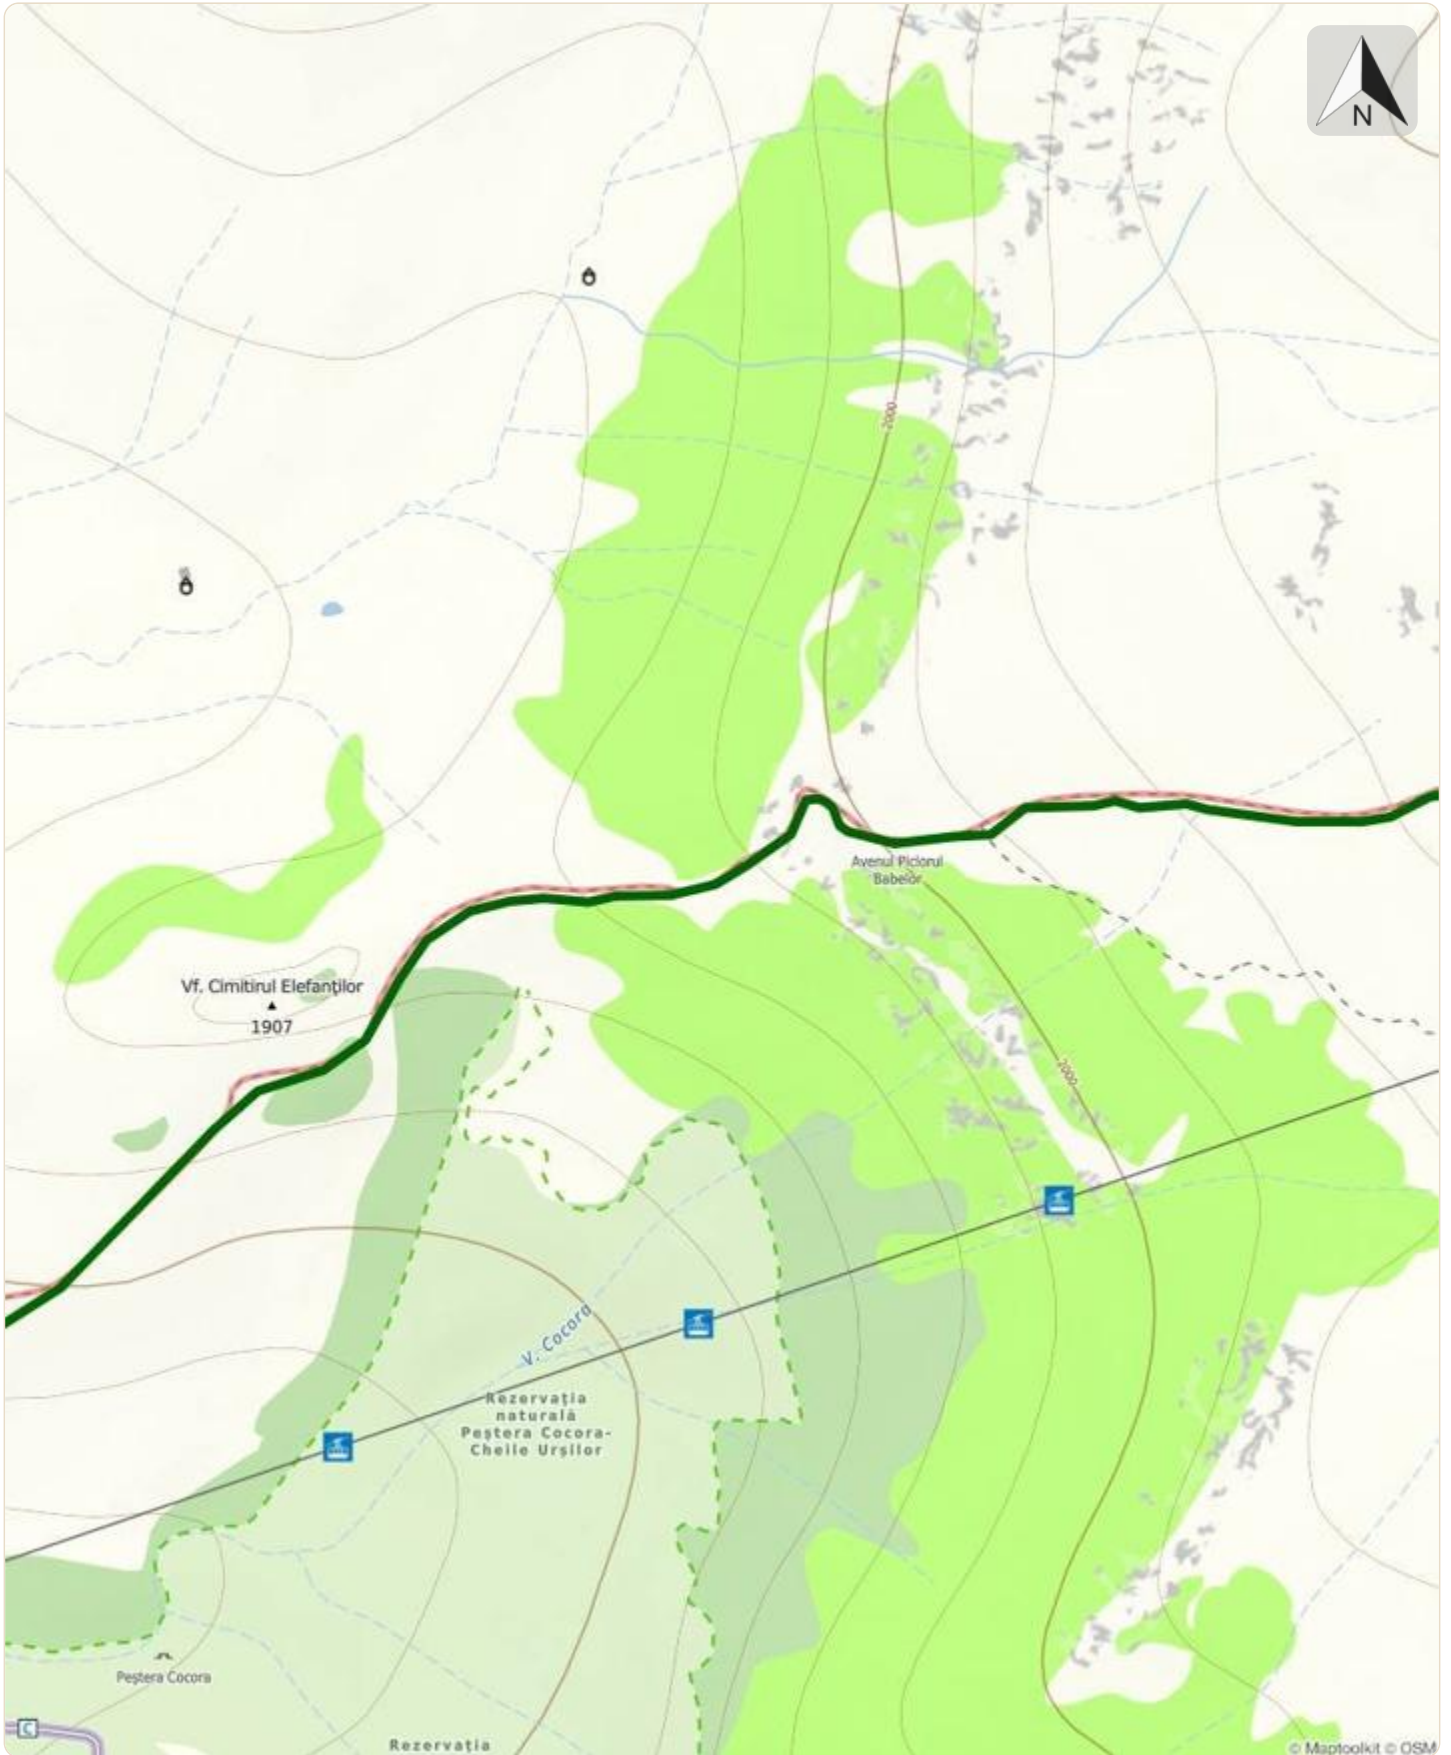 N
2000
Avenul Piciorul
Babelor
Vf. Cimitirul Elefanților
1907
2000
V. Cocora
Rezervația
naturală
Peștera Cocora-
Cheile Urșilor
Peștera Cocora
C
Rezervația
© Maptoolkit © OSM